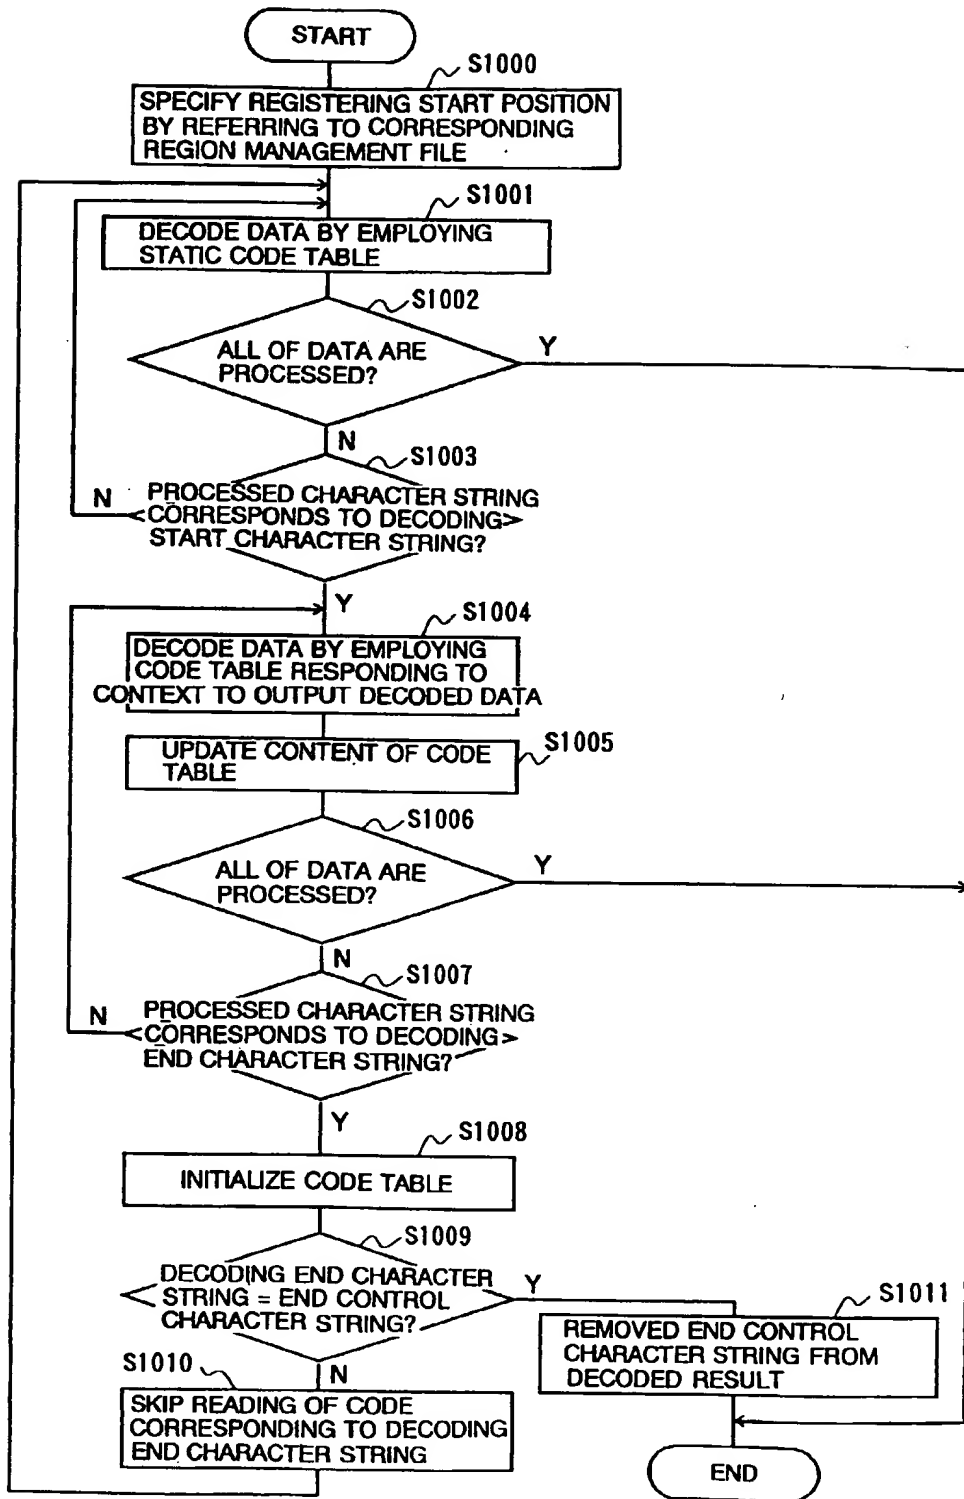 START
S1000
SPECIFY REGISTERING START POSITION
BY REFERRING TO CORRESPONDING
REGION MANAGEMENT FILE
S1001
DECODE DATA BY EMPLOYING
STATIC CODE TABLE
S1002
ALL OF DATA ARE
PROCESSED?
Y
N
S1003
N
PROCESSED CHARACTER STRING
CORRESPONDS TO DECODING
START CHARACTER STRING?
Y
S1004
DECODE DATA BY EMPLOYING
CODE TABLE RESPONDING TO
CONTEXT TO OUTPUT DECODED DATA
S1005
UPDATE CONTENT OF CODE
TABLE
S1006
ALL OF DATA ARE
PROCESSED?
Y
N
S1007
N
PROCESSED CHARACTER STRING
CORRESPONDS TO DECODING
END CHARACTER STRING?
Y
S1008
INITIALIZE CODE TABLE
S1009
DECODING END CHARACTER
STRING = END CONTROL
CHARACTER STRING?
Y
S1011
REMOVED END CONTROL
CHARACTER STRING FROM
DECODED RESULT
S1010
N
SKIP READING OF CODE
CORRESPONDING TO DECODING
END CHARACTER STRING
END